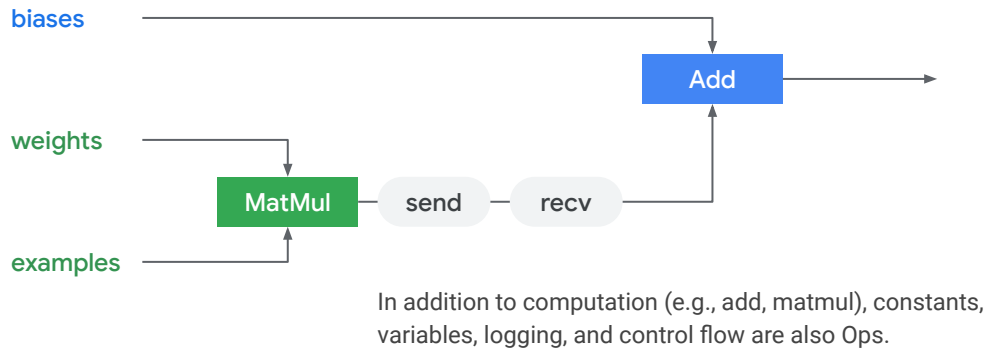 biases
Add
weights
MatMul
send
recv
examples
In addition to computation (e.g., add, matmul), constants,
variables, logging, and control flow are also Ops.